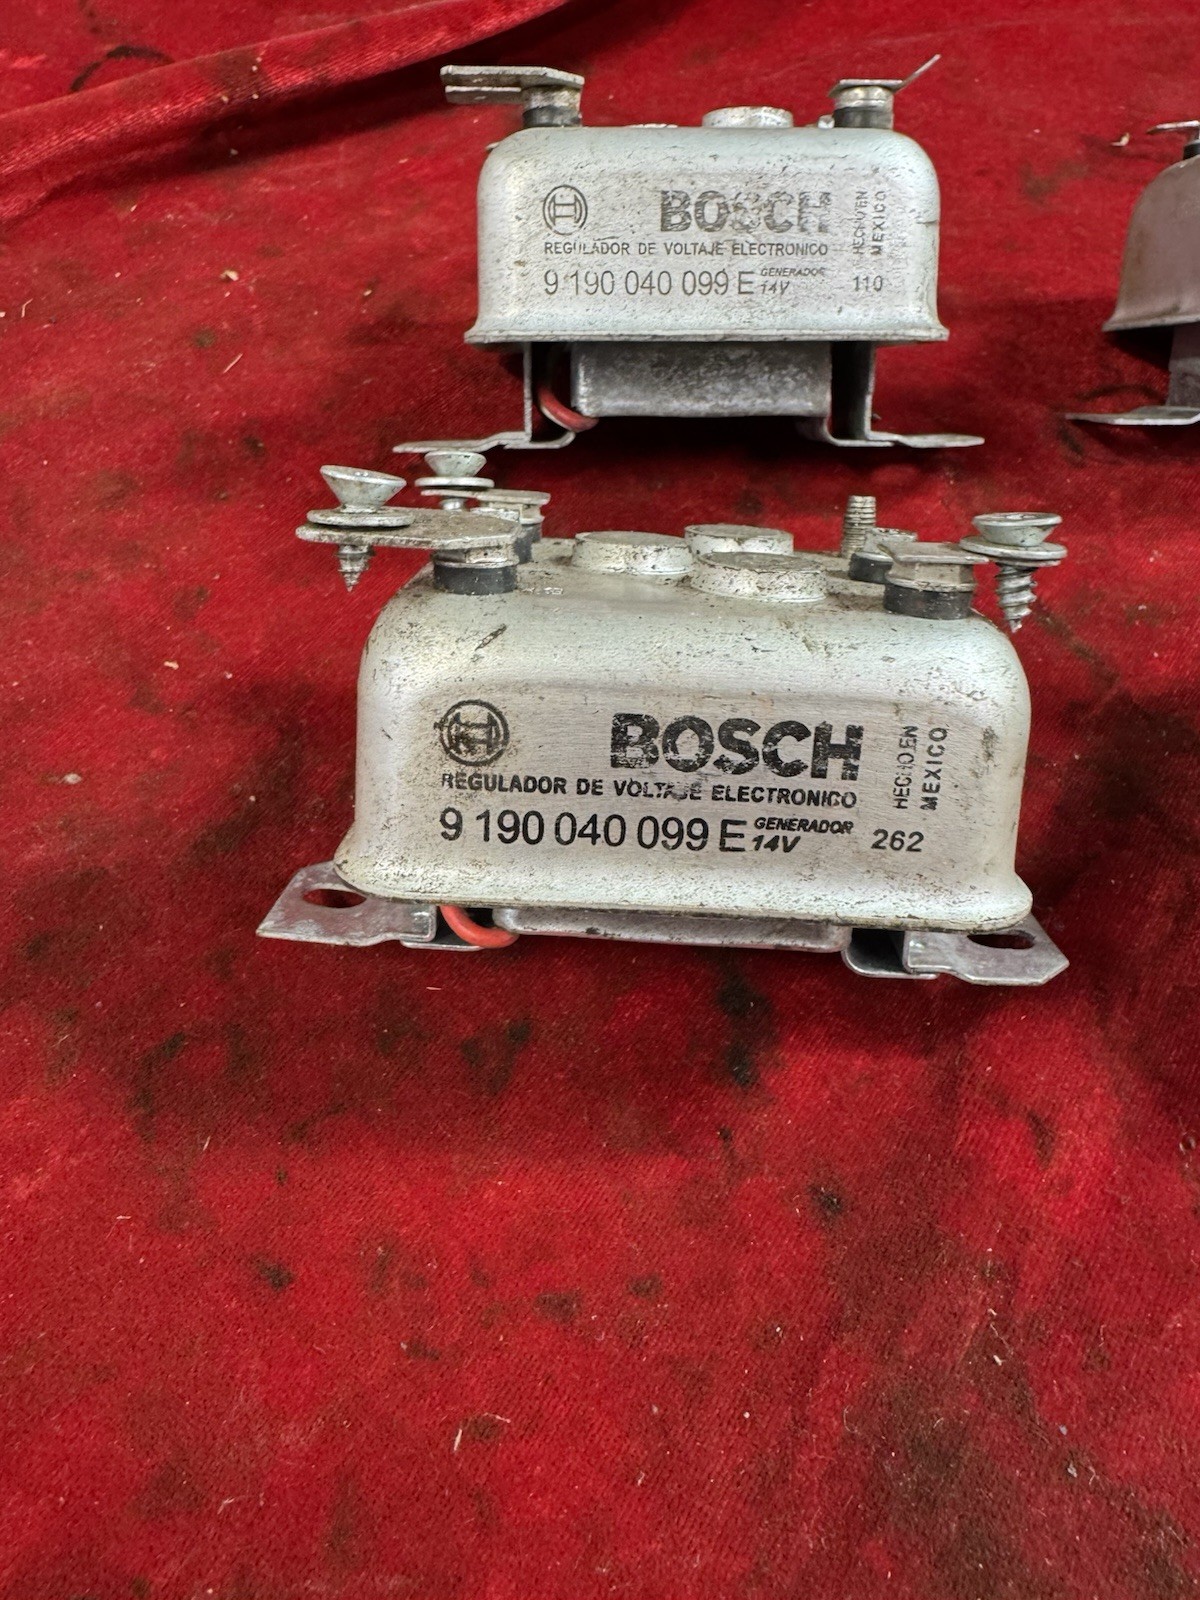 BOSCH
HECHO EN
MEXICO
REGULADOR DE VOLTAJE ELECTRONICO
9 190 040 099 E GENERADOR
14V
110
BOSCH
HECHO EN
MEXICO
REGULADOR DE VOLTAJE ELECTRONICO
9 190 040 099 E GENERADOR
14V
262